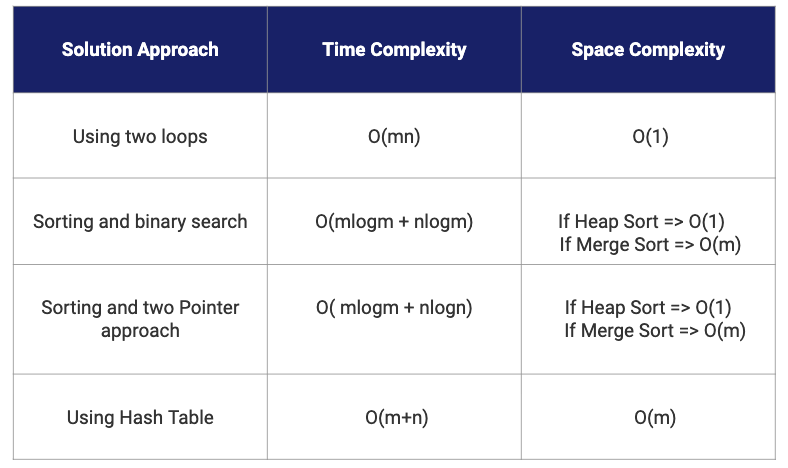 Solution Approach
Time Complexity
Space Complexity
Using two loops
O(mn)
O(1)
Sorting and binary search
O(mlogm + nlogm)
If Heap Sort => O(1)
If Merge Sort => O(m)
Sorting and two Pointer
approach
O( mlogm + nlogn)
If Heap Sort => O(1)
If Merge Sort => O(m)
Using Hash Table
O(m+n)
O(m)